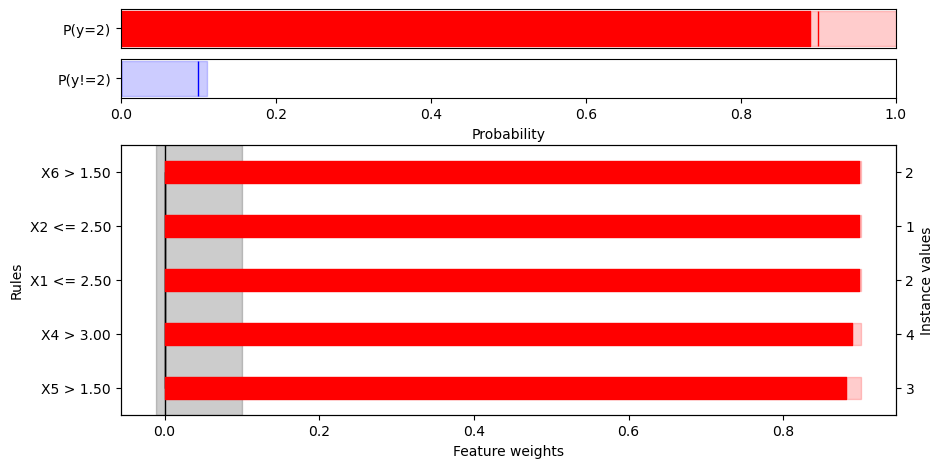 P(y=2)
P(y!=2)
0.0 0.2 0.4 0.6 0.8 1.0
Probability
X6 > 1.50 2
X2 <= 2.50 1
X1 <= 2.50 2
X4 > 3.00 4
X5 > 1.50 3
Rules
Instance values
0.0 0.2 0.4 0.6 0.8
Feature weights